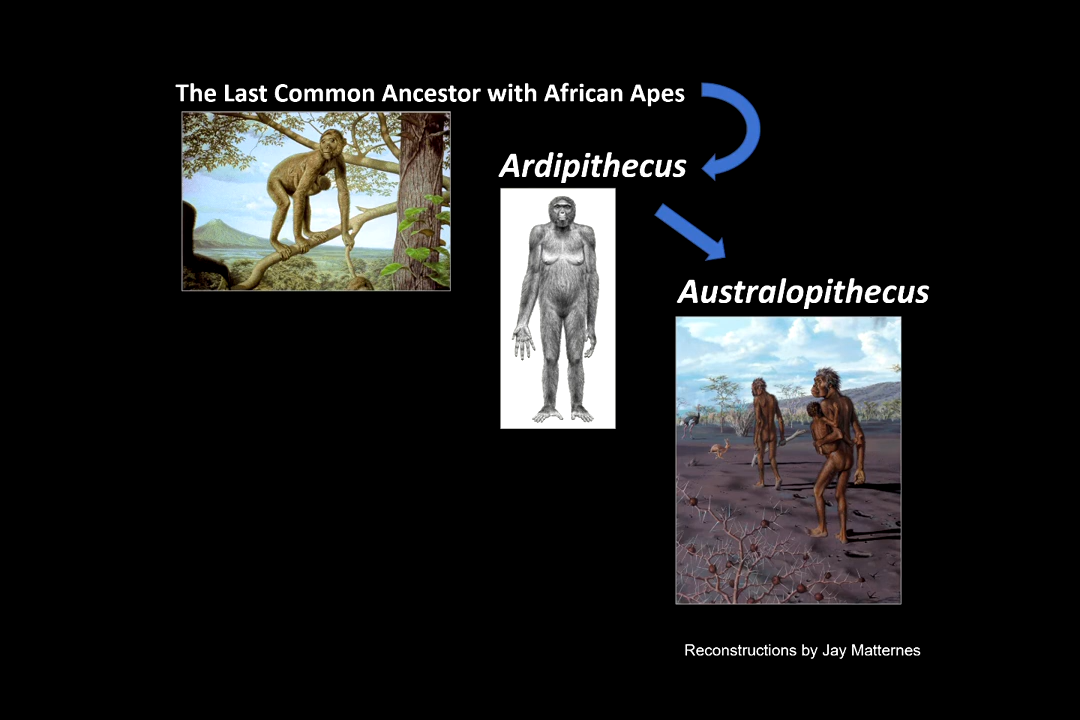 The Last Common Ancestor with African Apes
Ardipithecus
Australopithecus
Reconstructions by Jay Matternes